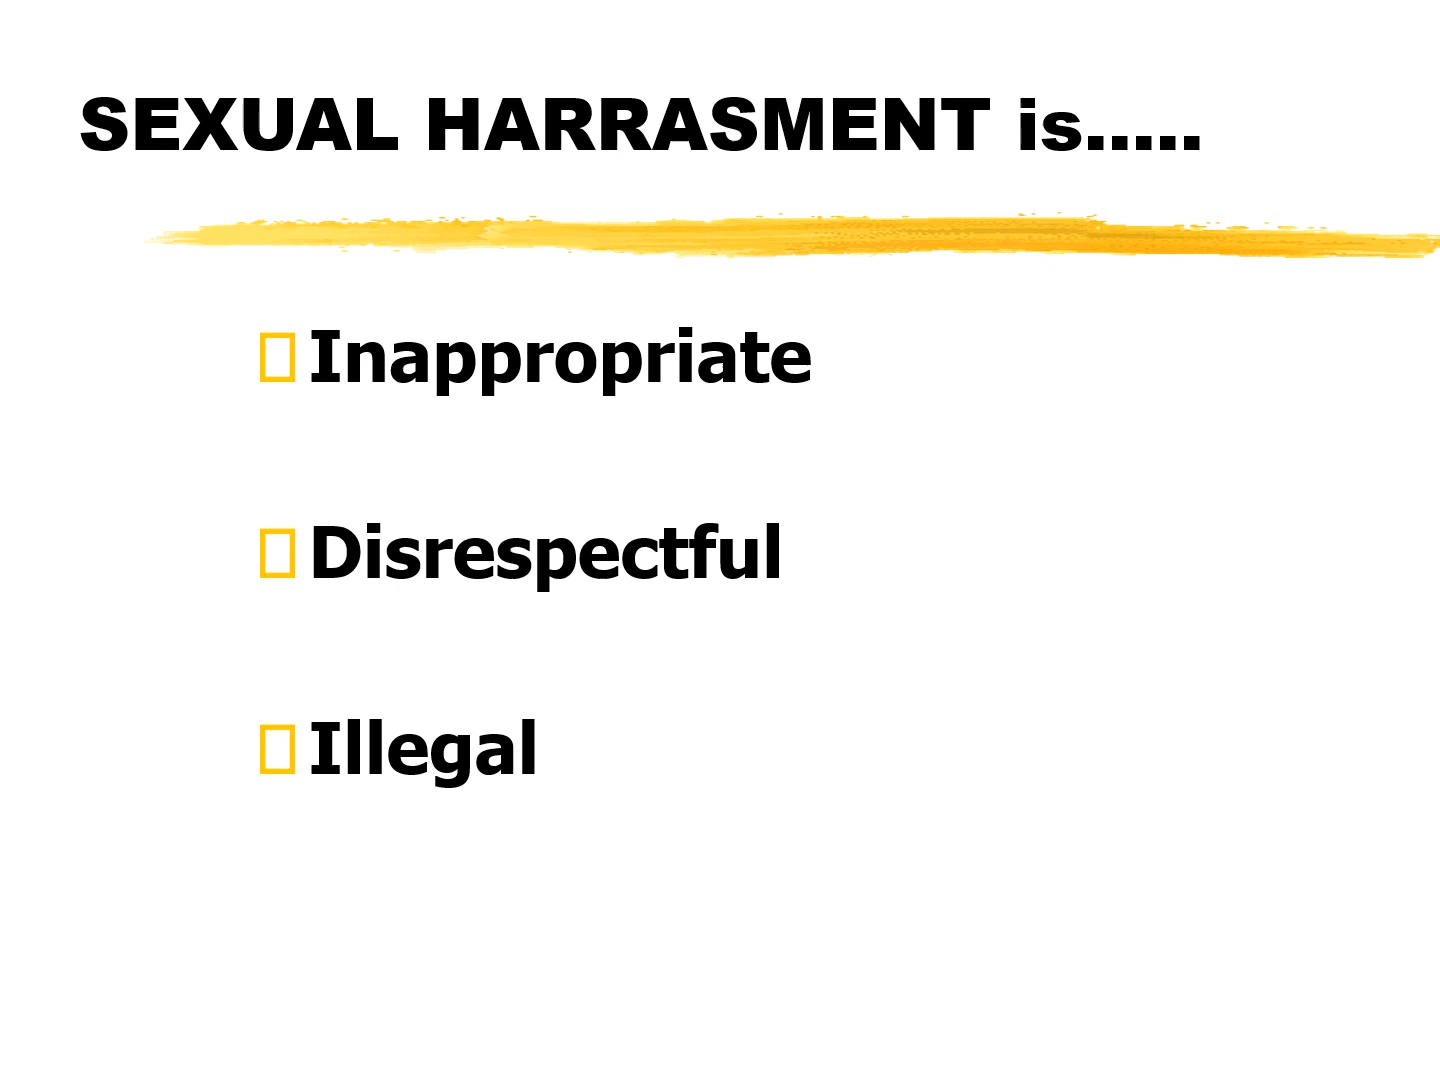 SEXUAL HARRASMENT is.....
Inappropriate
Disrespectful
Illegal